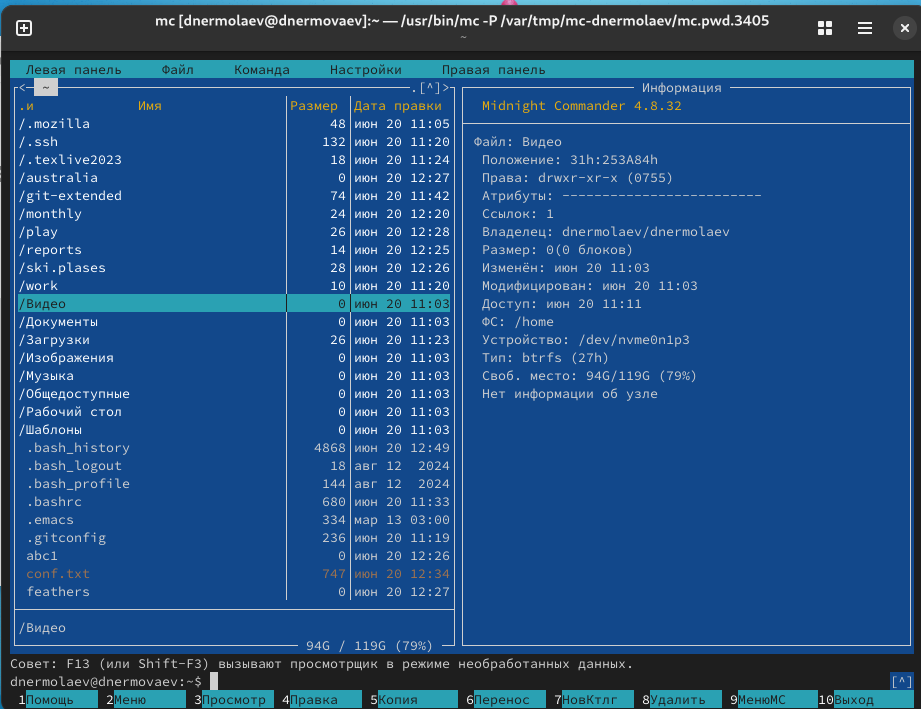 mc [dnermolaev@dnermovaev]:~ — /usr/bin/mc -P /var/tmp/mc-dnermolaev/mc.pwd.3405
~
Левая панель Файл Команда Настройки Правая панель
<─ ~ .[^]>
.и Имя Размер Дата правки
/.mozilla 48 июн 20 11:05
/.ssh 132 июн 20 11:20
/.texlive2023 18 июн 20 11:24
/australia 0 июн 20 12:27
/git-extended 74 июн 20 11:42
/monthly 24 июн 20 12:20
/play 26 июн 20 12:28
/reports 14 июн 20 12:25
/ski.plases 28 июн 20 12:26
/work 10 июн 20 11:20
/Видео 0 июн 20 11:03
/Документы 0 июн 20 11:03
/Загрузки 26 июн 20 11:23
/Изображения 0 июн 20 11:03
/Музыка 0 июн 20 11:03
/Общедоступные 0 июн 20 11:03
/Рабочий стол 0 июн 20 11:03
/Шаблоны 0 июн 20 11:03
.bash_history 4868 июн 20 12:49
.bash_logout 18 авг 12 2024
.bash_profile 144 авг 12 2024
.bashrc 680 июн 20 11:33
.emacs 334 мар 13 03:00
.gitconfig 236 июн 20 11:19
abc1 0 июн 20 12:26
conf.txt 747 июн 20 12:34
feathers 0 июн 20 12:27
/Видео
94G / 119G (79%)
Информация
Midnight Commander 4.8.32
Файл: Видео
Положение: 31h:253A84h
Права: drwxr-xr-x (0755)
Атрибуты: -------------------------
Ссылок: 1
Владелец: dnermolaev/dnermolaev
Размер: 0(0 блоков)
Изменён: июн 20 11:03
Модифицирован: июн 20 11:03
Доступ: июн 20 11:11
ФС: /home
Устройство: /dev/nvme0n1p3
Тип: btrfs (27h)
Своб. место: 94G/119G (79%)
Нет информации об узле
Совет: F13 (или Shift-F3) вызывают просмотрщик в режиме необработанных данных.
dnermolaev@dnermovaev:~$ [^]
1Помощь 2Меню 3Просмотр 4Правка 5Копия 6Перенос 7НовКтлг 8Удалить 9МенюМС 10Выход